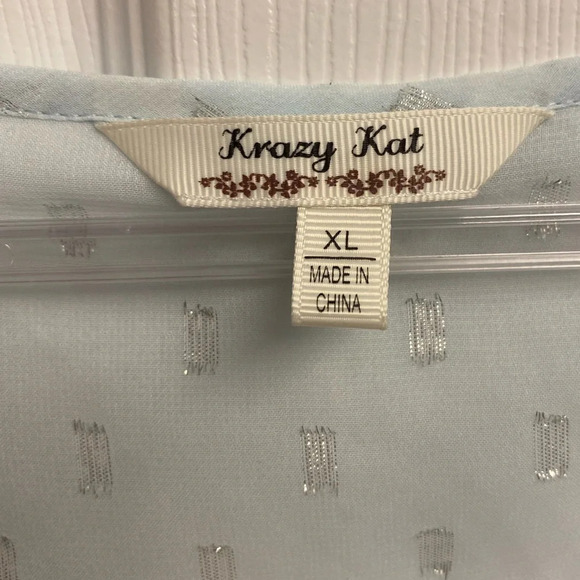 Krazy Kat
XL
MADE IN
CHINA